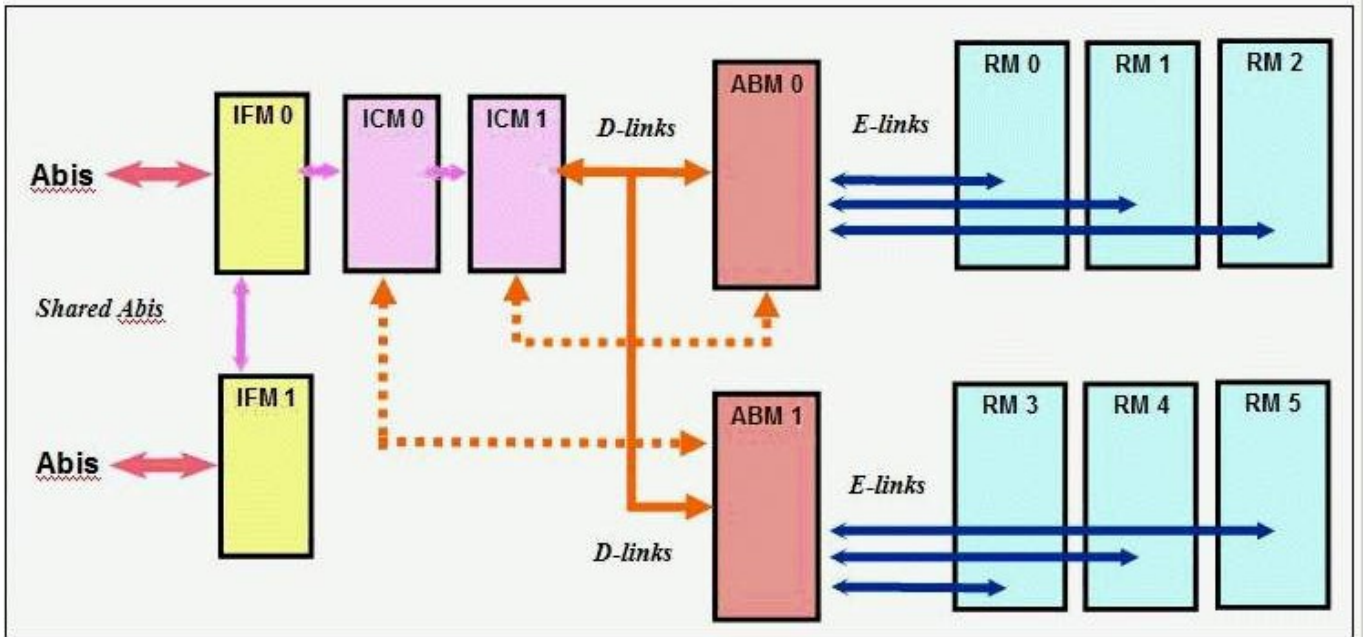 RM 0
RM 1
RM 2
ABM 0
IFM 0
ICM 0
ICM 1
D-links
E-links
Abis
Shared Abis
IFM 1
ABM 1
RM 3
RM 4
RM 5
Abis
E-links
D-links